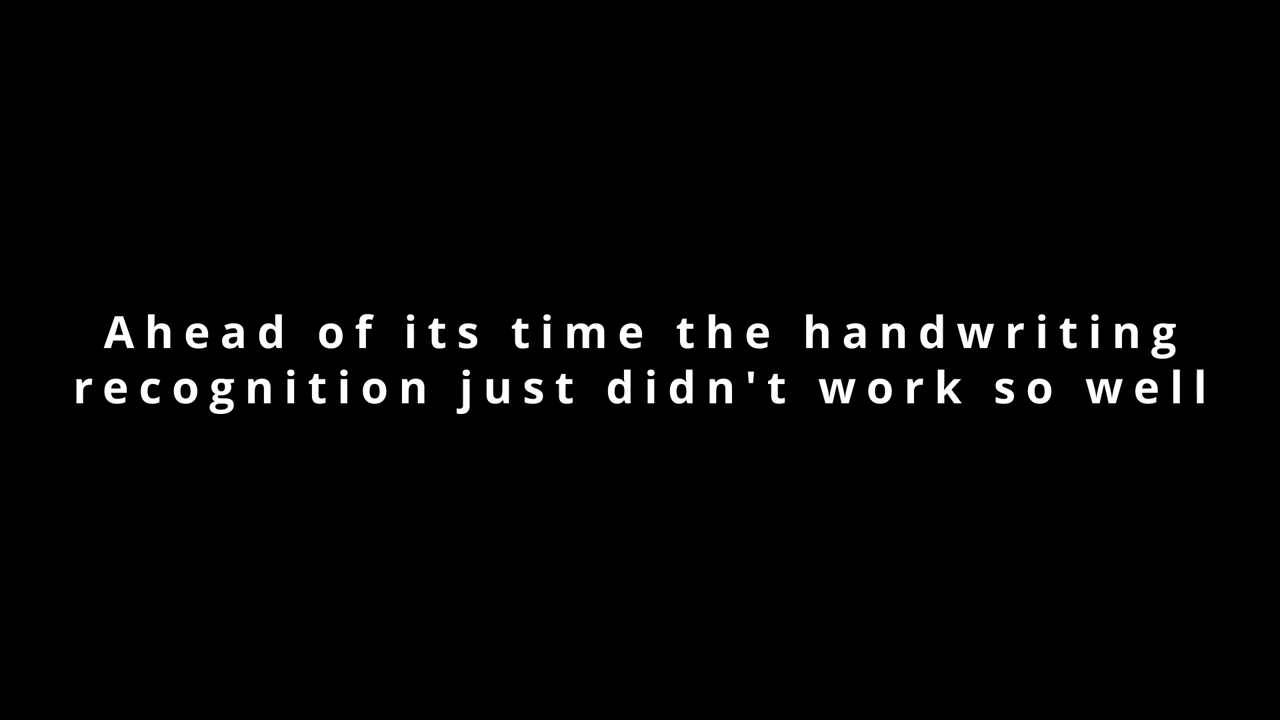 Ahead of its time the handwriting
recognition just didn't work so well